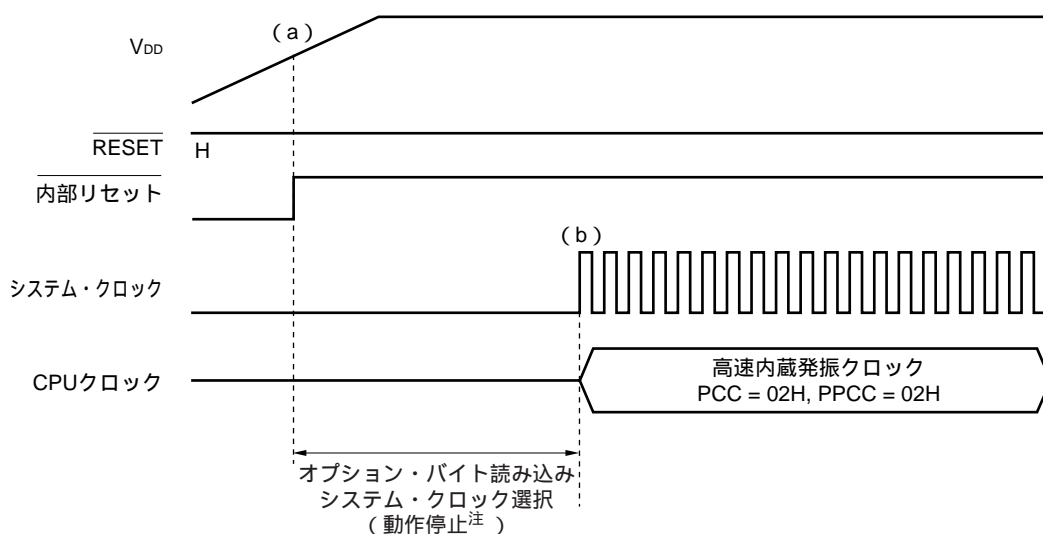 (a)
VDD
RESET
H
内部リセット
(b)
システム・クロック
CPUクロック
高速内蔵発振クロック
PCC = 02H, PPCC = 02H
オプション・バイト読み込み
システム・クロック選択
(動作停止注)